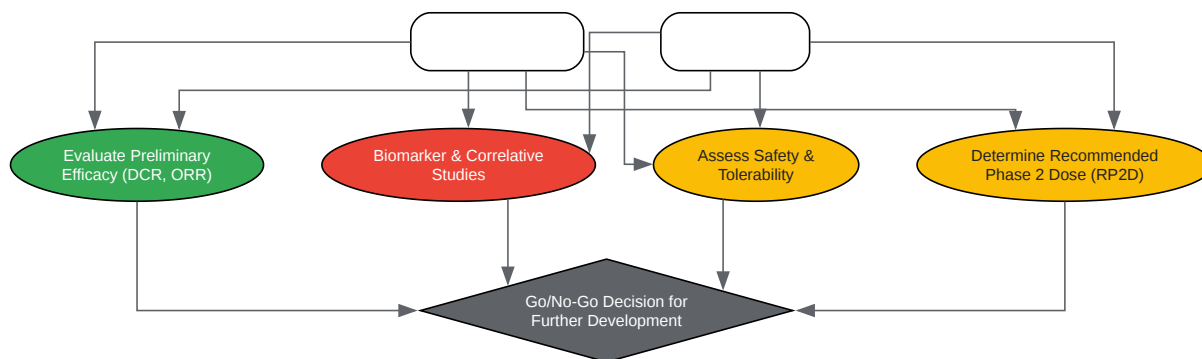 Evaluate Preliminary
Efficacy (DCR, ORR)
Biomarker & Correlative
Studies
Assess Safety &
Tolerability
Determine Recommended
Phase 2 Dose (RP2D)
Go/No-Go Decision for
Further Development